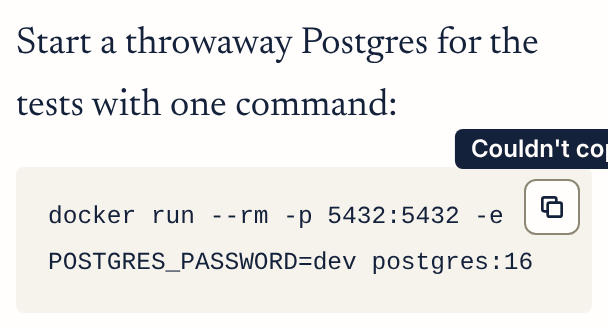 Start a throwaway Postgres for the
tests with one command:
Couldn't
docker run --rm -p 5432:5432 -e
POSTGRES_PASSWORD=dev postgres:16